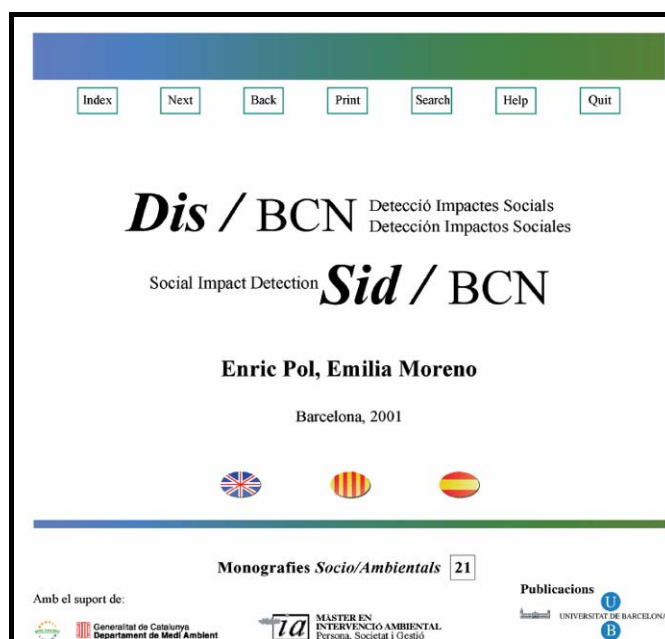 Index Next Back Print Search Help Quit
Dis / BCN Detecció Impactes Socials
Detección Impactos Sociales
Social Impact Detection Sid / BCN
Enric Pol, Emilia Moreno
Barcelona, 2001
Monografies Socio/Ambientals 21
Amb el suport de:
Generalitat de Catalunya
Departament de Medi Ambient
ia MÀSTER EN
INTERVENCIÓ AMBIENTAL
Persona, Societat i Gestió
Publicacions
UNIVERSITAT DE BARCELONA
U
B